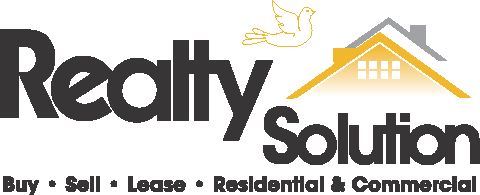 Realty
Solution
Buy • Sell • Lease • Residential & Commercial